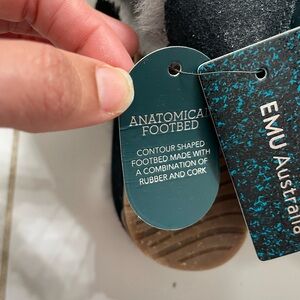 ANATOMICAL
FOOTBED
CONTOUR SHAPED
FOOTBED MADE WITH
A COMBINATION OF
RUBBER AND CORK
EMU Australia